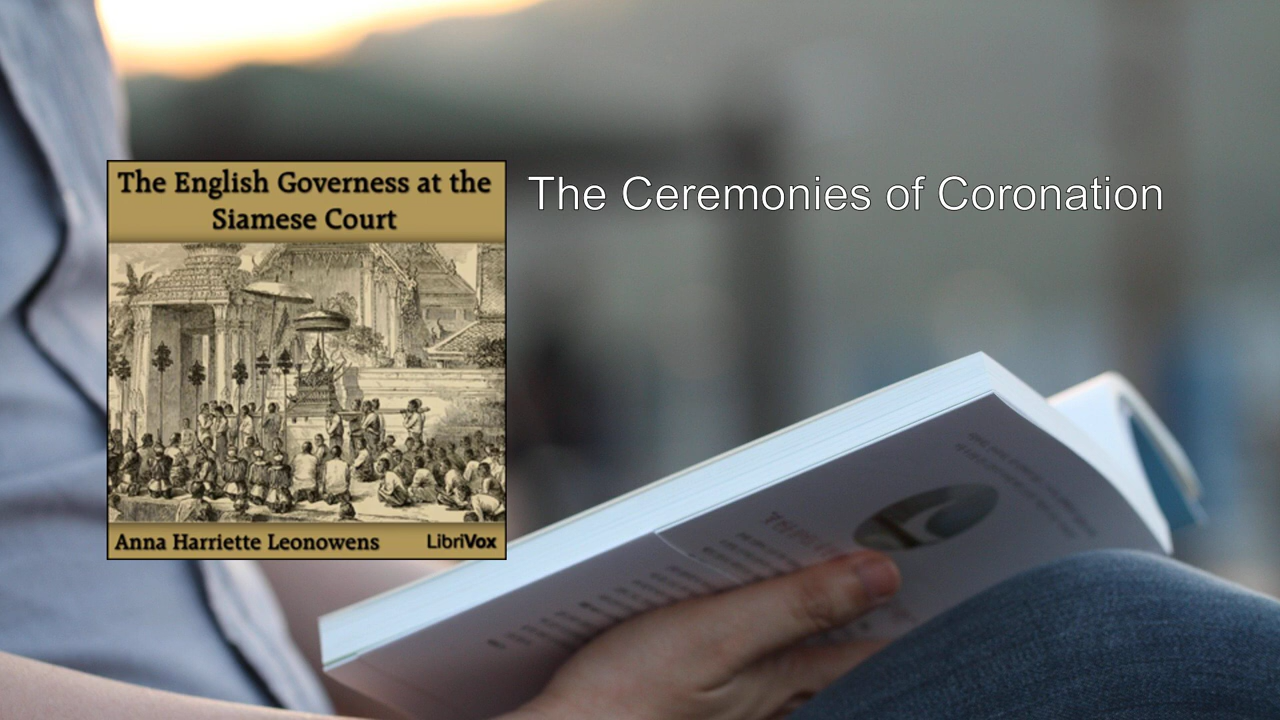 The English Governess at the
Siamese Court
Anna Harriette Leonowens
LibriVox
The Ceremonies of Coronation